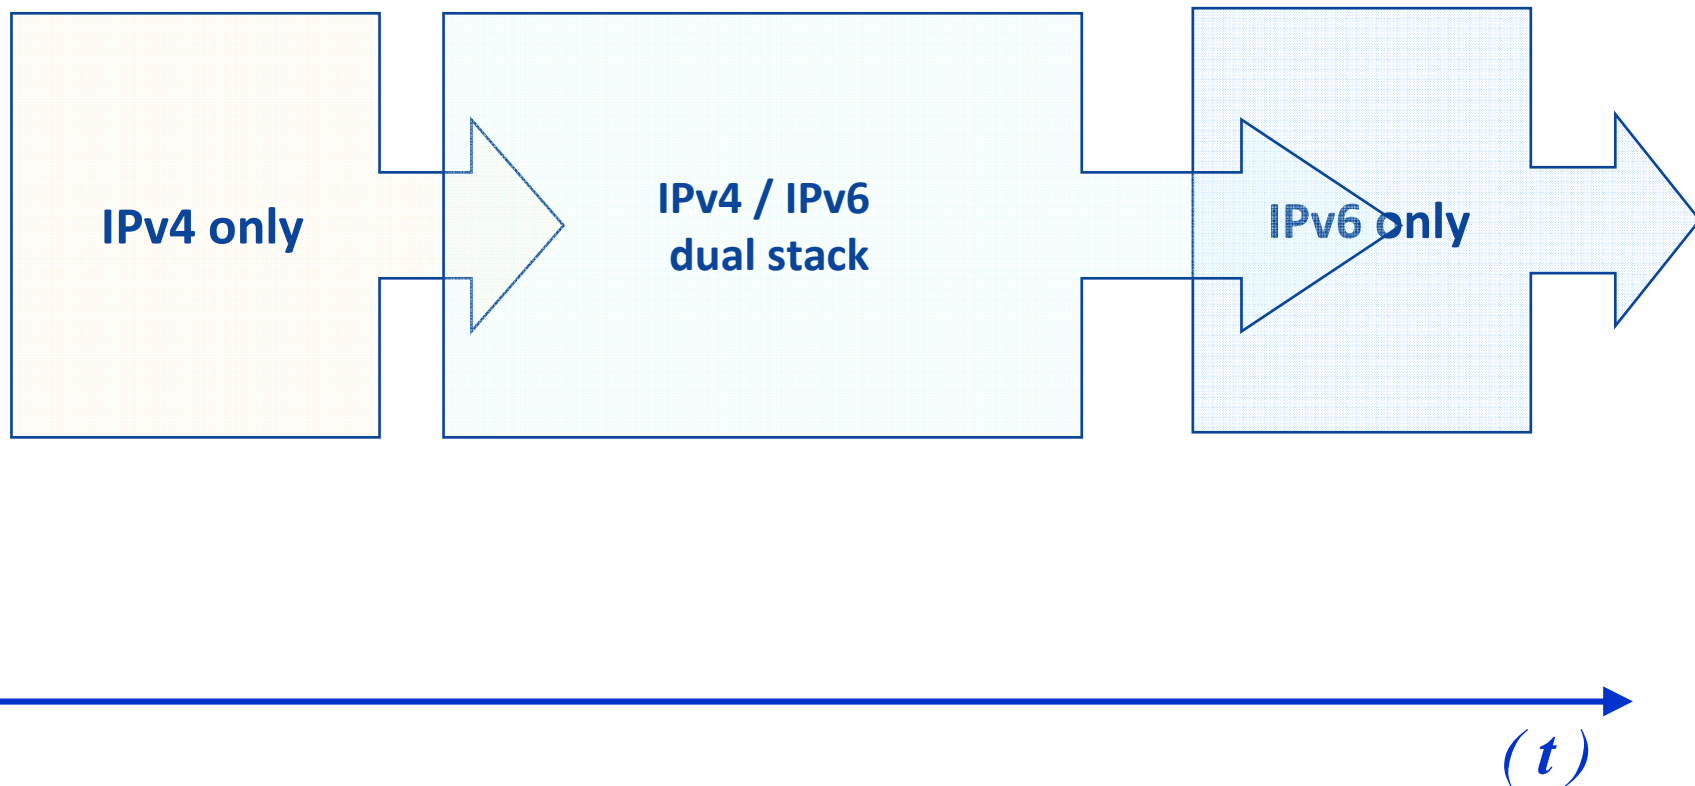 IPv4 only
IPv4 / IPv6
dual stack
IPv6 only
( t )